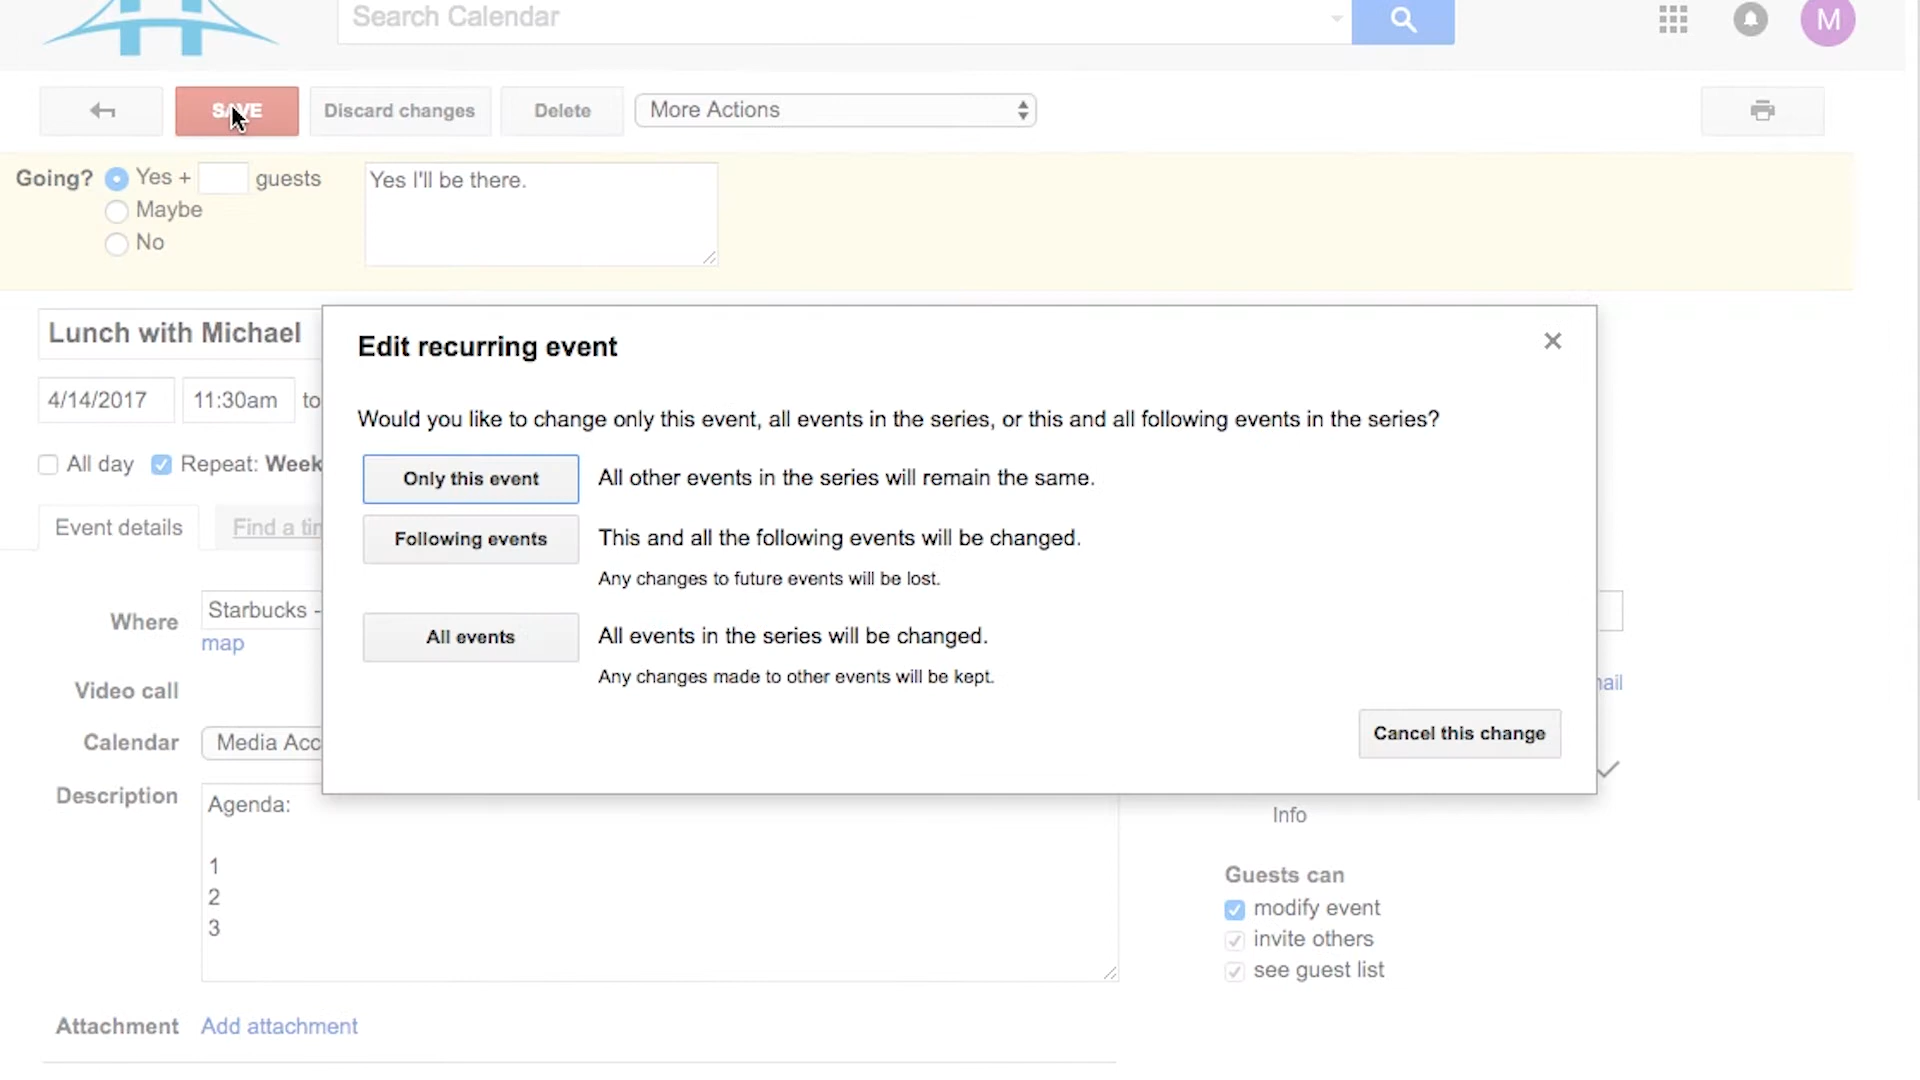 Search Calendar
M
SAVE
Discard changes
Delete
More Actions
Going?
Yes +
guests
Yes I'll be there.
Maybe
No
Lunch with Michael
Edit recurring event
4/14/2017
11:30am
to
Would you like to change only this event, all events in the series, or this and all following events in the series?
All day
Repeat: Week
Only this event
All other events in the series will remain the same.
Event details
Find a
Following events
This and all the following events will be changed.
Any changes to future events will be lost.
Where
Starbucks -
map
All events
All events in the series will be changed.
Any changes made to other events will be kept.
Video call
Calendar
Media Acc
Cancel this change
Description
Agenda:
1
2
3
Info
Guests can
modify event
invite others
see guest list
Attachment
Add attachment